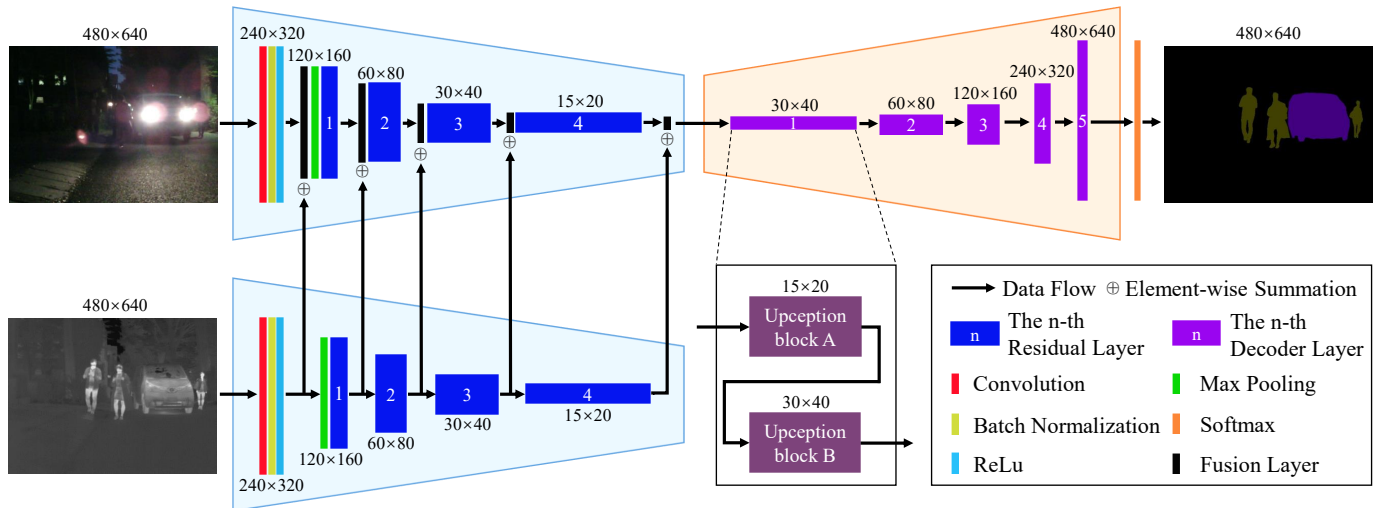 480×640
240×320
120×160
1
60×80
2
30×40
3
15×20
4
30×40
1
60×80
2
120×160
3
240×320
4
480×640
5
480×640
⊕
⊕
⊕
⊕
⊕
480×640
240×320
1
120×160
2
60×80
3
30×40
4
15×20
15×20
Upception
block A
30×40
Upception
block B
Data Flow ⊕ Element-wise Summation
n The n-th
Residual Layer
n The n-th
Decoder Layer
Convolution
Max Pooling
Batch Normalization
Softmax
ReLu
Fusion Layer